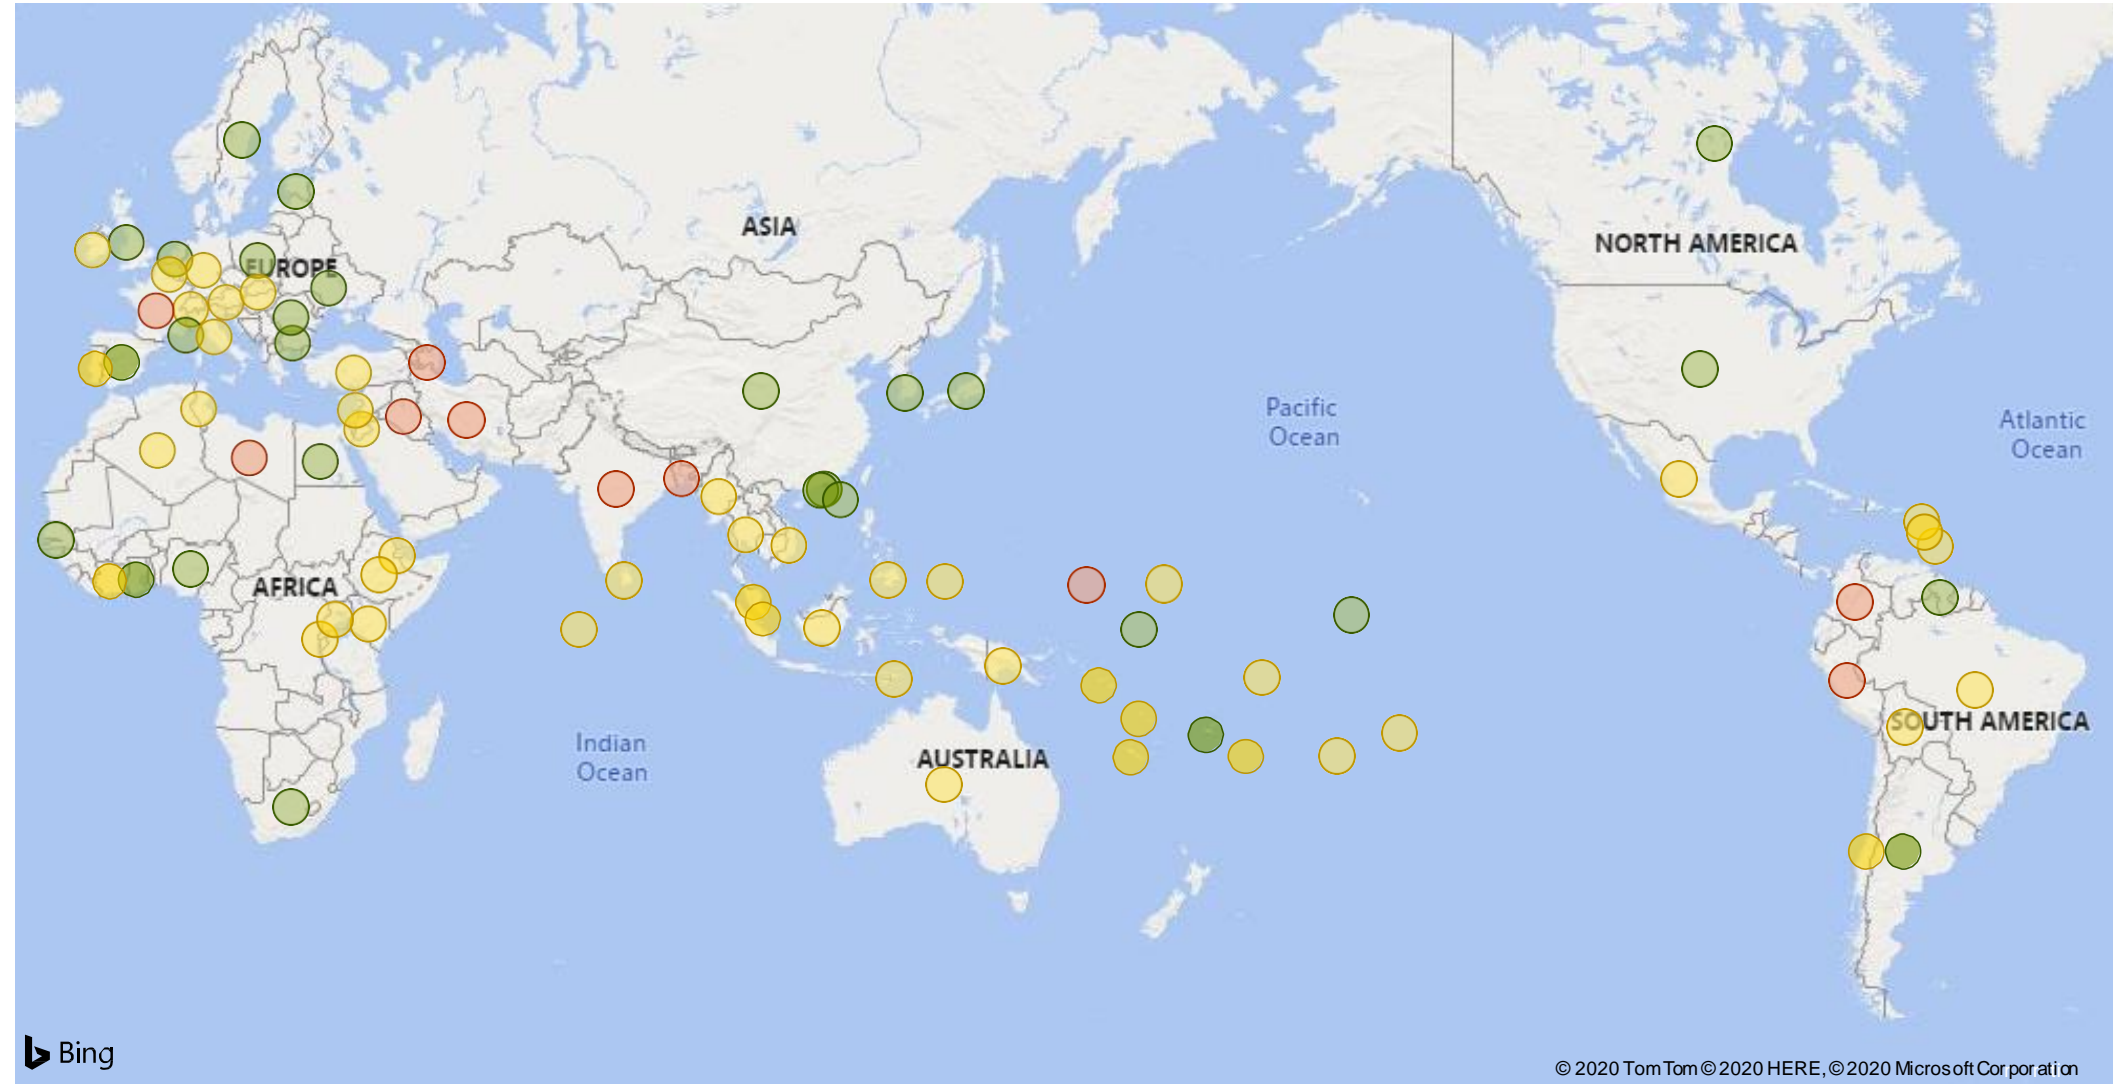 ASIA
NORTH AMERICA
EUROPE
Pacific
Ocean
Atlantic
Ocean
AFRICA
SOUTH AMERICA
Indian
Ocean
AUSTRALIA
Bing
© 2020 TomTom © 2020 HERE, © 2020 Microsoft Corporation